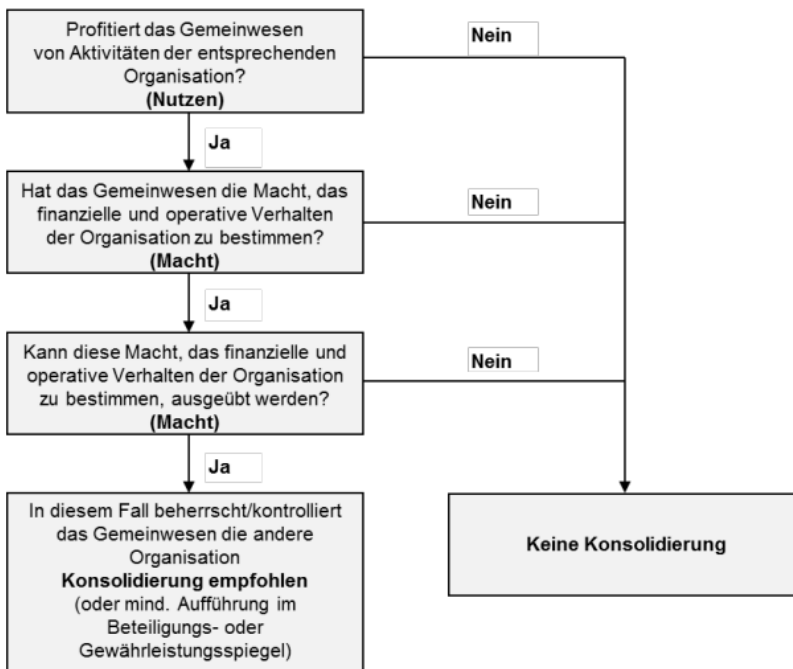 Profitiert das Gemeinwesen
von Aktivitäten der entsprechenden
Organisation?
(Nutzen)
Nein
Ja
Hat das Gemeinwesen die Macht, das
finanzielle und operative Verhalten
der Organisation zu bestimmen?
(Macht)
Nein
Ja
Kann diese Macht, das finanzielle und
operative Verhalten der Organisation
zu bestimmen, ausgeübt werden?
(Macht)
Nein
Ja
In diesem Fall beherrscht/kontrolliert
das Gemeinwesen die andere
Organisation
Konsolidierung empfohlen
(oder mind. Aufführung im
Beteiligungs- oder
Gewährleistungsspiegel)
Keine Konsolidierung